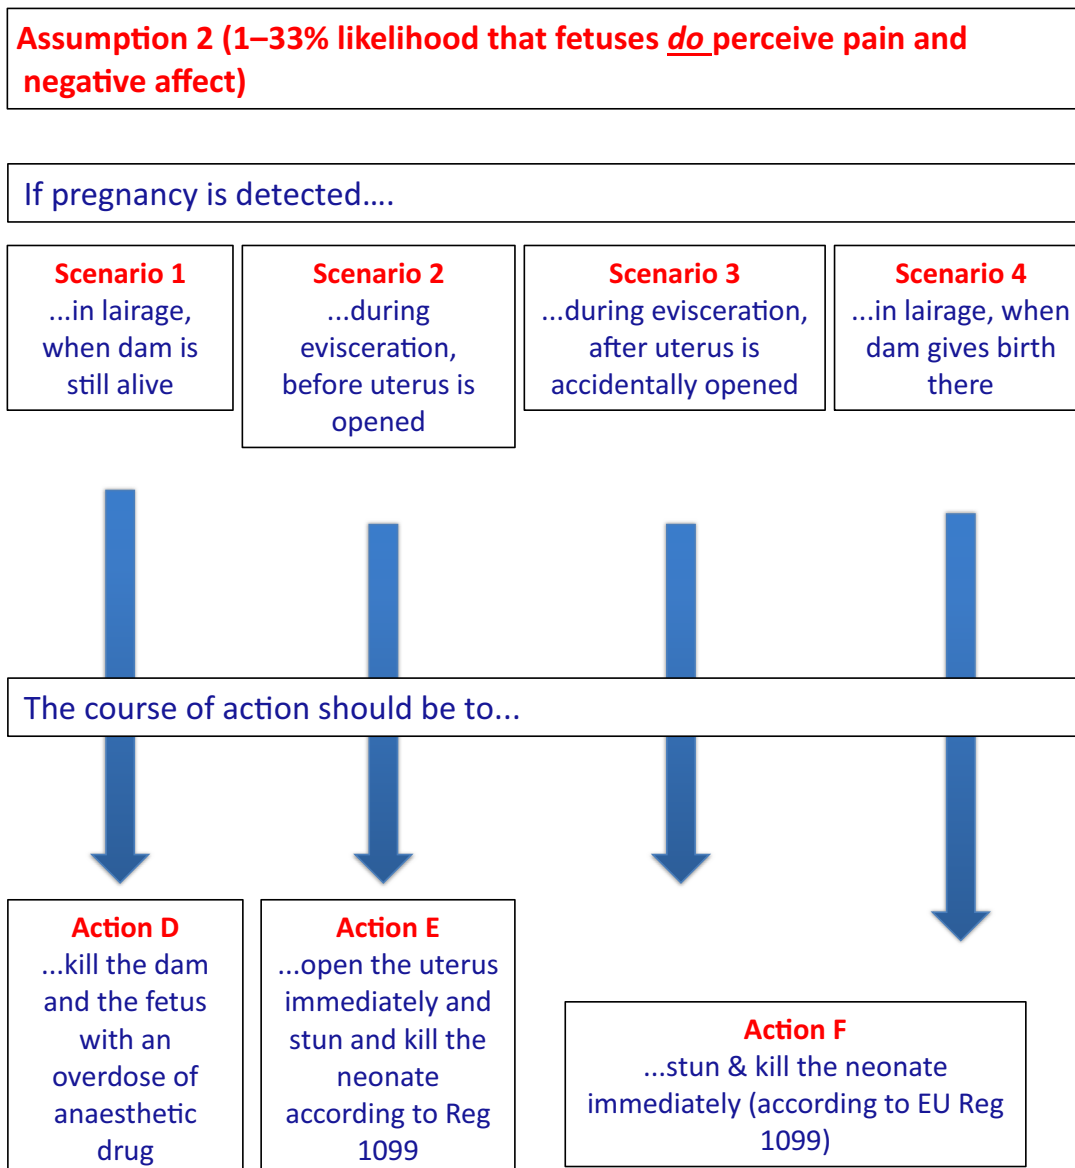 Assumption 2 (1–33% likelihood that fetuses do perceive pain and
negative affect)
If pregnancy is detected....
Scenario 1
...in lairage,
when dam is
still alive
Scenario 2
...during
evisceration,
before uterus is
opened
Scenario 3
...during evisceration,
after uterus is
accidentally opened
Scenario 4
...in lairage, when
dam gives birth
there
The course of action should be to...
Action D
...kill the dam
and the fetus
with an
overdose of
anaesthetic
drug
Action E
...open the uterus
immediately and
stun and kill the
neonate
according to Reg
1099
Action F
...stun & kill the neonate
immediately (according to EU Reg
1099)